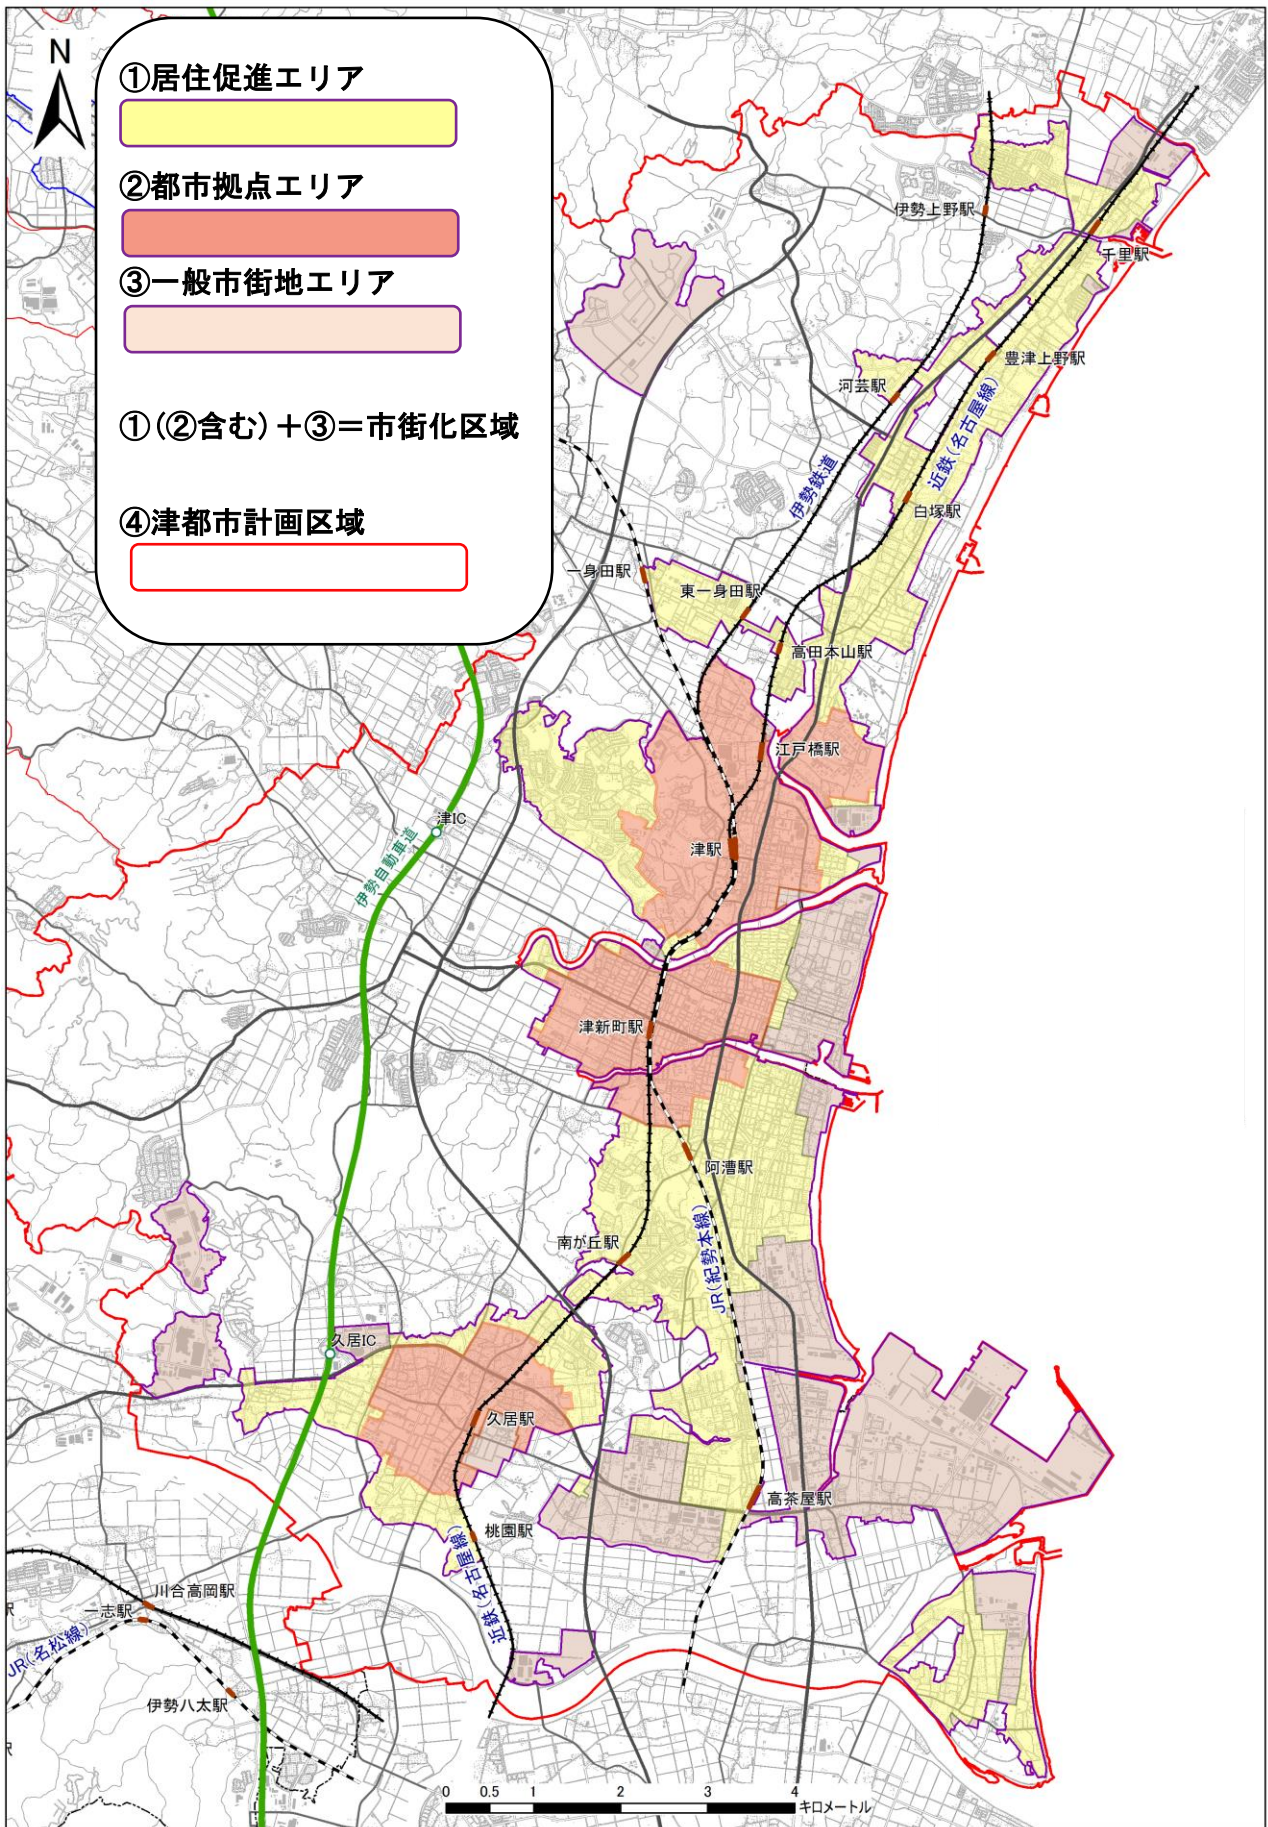 N
①居住促進エリア
②都市拠点エリア
③一般市街地エリア
①(②含む)＋③＝市街化区域
④津都市計画区域
伊勢上野駅
千里駅
豊津上野駅
河芸駅
近鉄(名古屋線)
伊勢鉄道
白塚駅
一身田駅
東一身田駅
高田本山駅
江戸橋駅
津IC
伊勢自動車道
津駅
津新町駅
阿漕駅
JR(紀勢本線)
南が丘駅
久居IC
久居駅
高茶屋駅
桃園駅
近鉄(名古屋線)
川合高岡駅
一志駅
JR(名松線)
伊勢八太駅
0 0.5 1 2 3 4
キロメートル